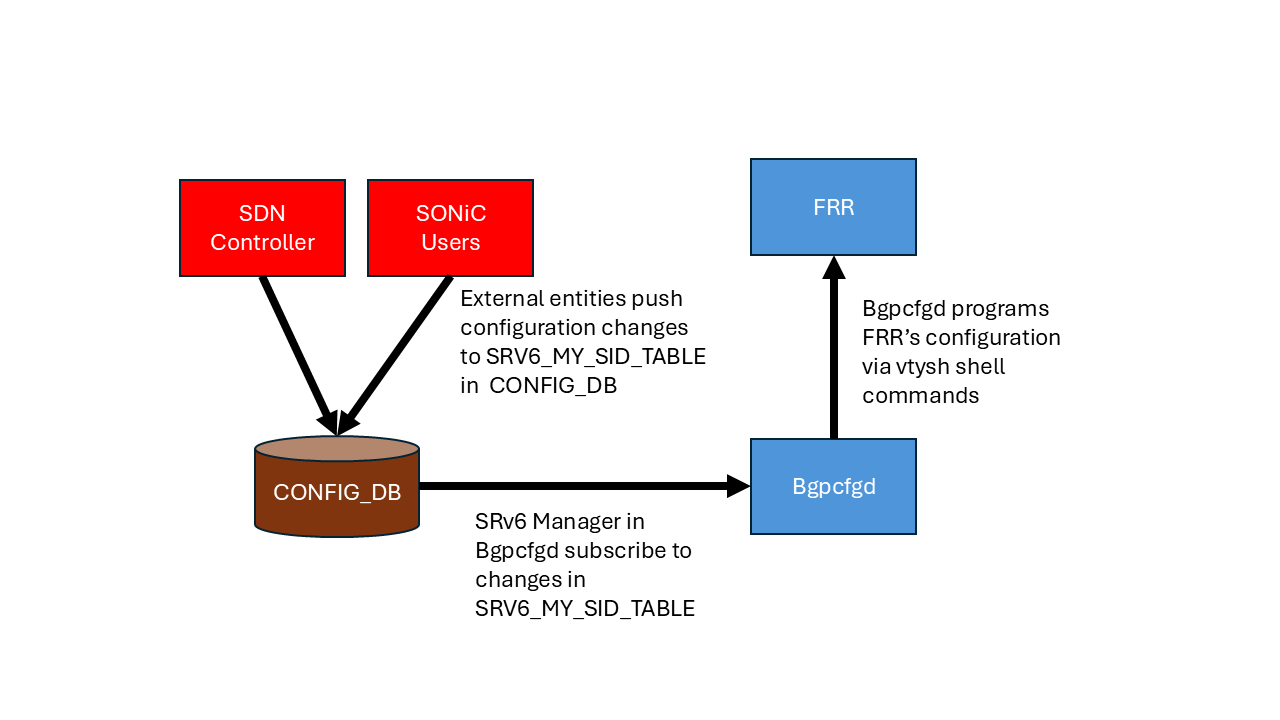 SDN
Controller
SONiC
Users
FRR
External entities push
configuration changes
to SRV6_MY_SID_TABLE
in  CONFIG_DB
Bgpcfgd programs
FRR’s configuration
via vtysh shell
commands
CONFIG_DB
Bgpcfgd
SRv6 Manager in
Bgpcfgd subscribe to
changes in
SRV6_MY_SID_TABLE